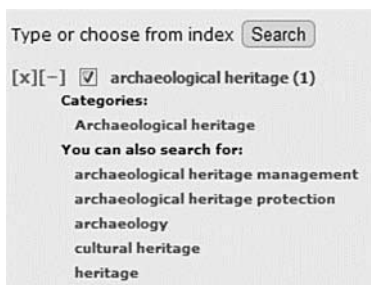 Type or choose from index Search
[x][-] archaeological heritage (1)
Categories:
Archaeological heritage
You can also search for:
archaeological heritage management
archaeological heritage protection
archaeology
cultural heritage
heritage